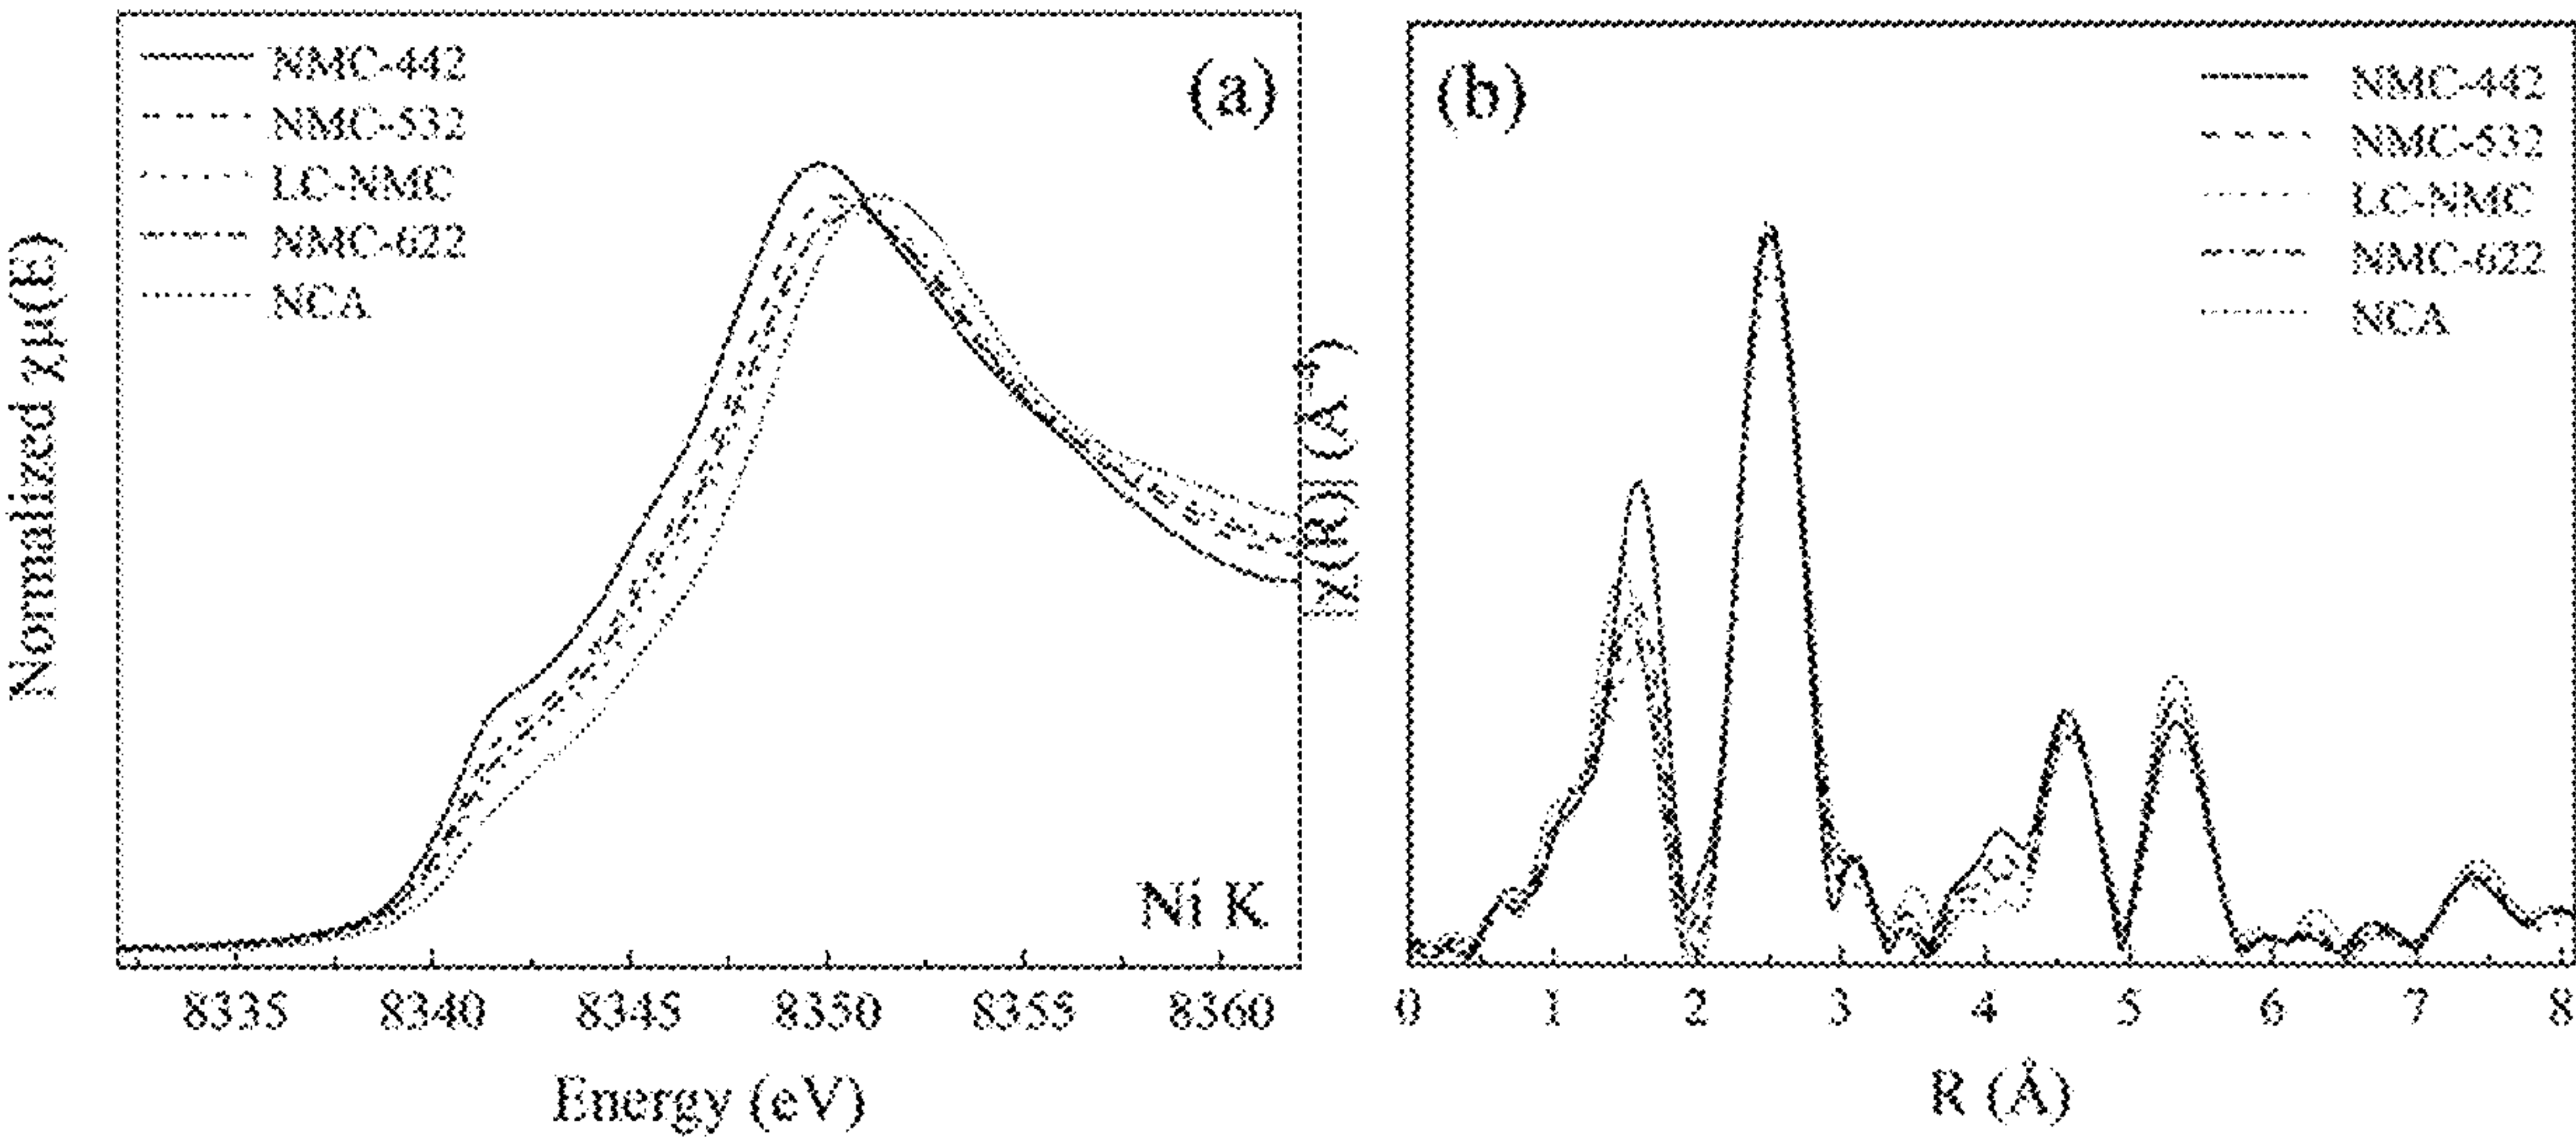 (a)
NMC-442
NMC-532
LC-NMC
NMC-622
NCA
Normalized χμ(E)
Ni K
8335 8340 8345 8350 8355 8360
Energy (eV)
(b)
NMC-442
NMC-532
LC-NMC
NMC-622
NCA
|χ(R)| (Å⁻⁴)
0 1 2 3 4 5 6 7 8
R (Å)